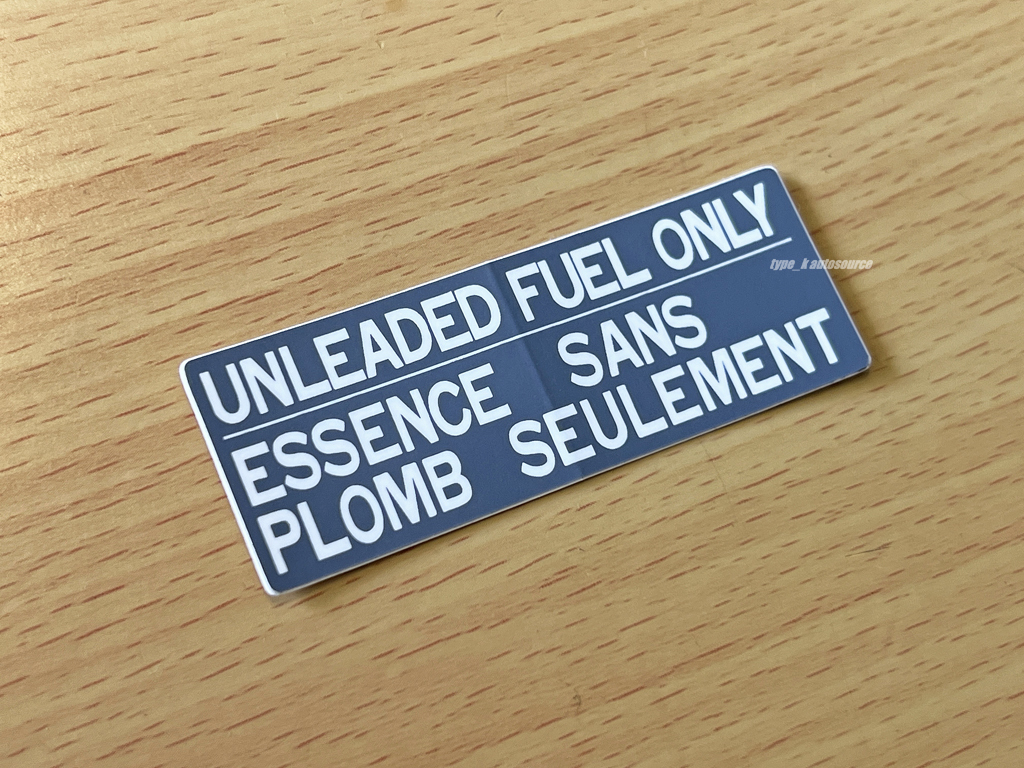 UNLEADED FUEL ONLY
type_k autosource
ESSENCE SANS
PLOMB SEULEMENT